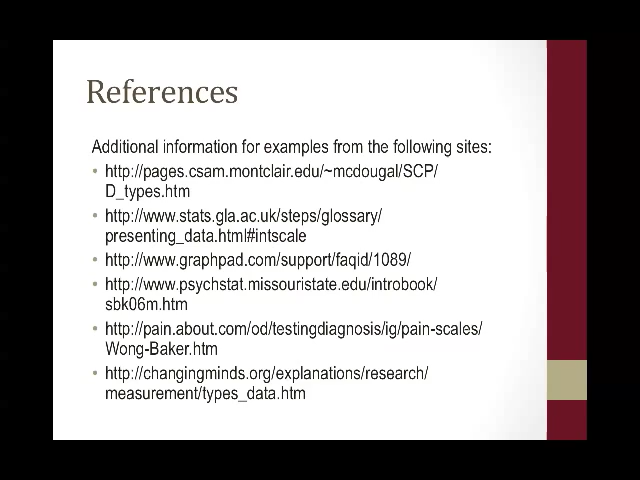 References
Additional information for examples from the following sites:
• http://pages.csam.montclair.edu/~mcdougal/SCP/
D_types.htm
• http://www.stats.gla.ac.uk/steps/glossary/
presenting_data.html#intscale
• http://www.graphpad.com/support/faqid/1089/
• http://www.psychstat.missouristate.edu/introbook/
sbk06m.htm
• http://pain.about.com/od/testingdiagnosis/ig/pain-scales/
Wong-Baker.htm
• http://changingminds.org/explanations/research/
measurement/types_data.htm